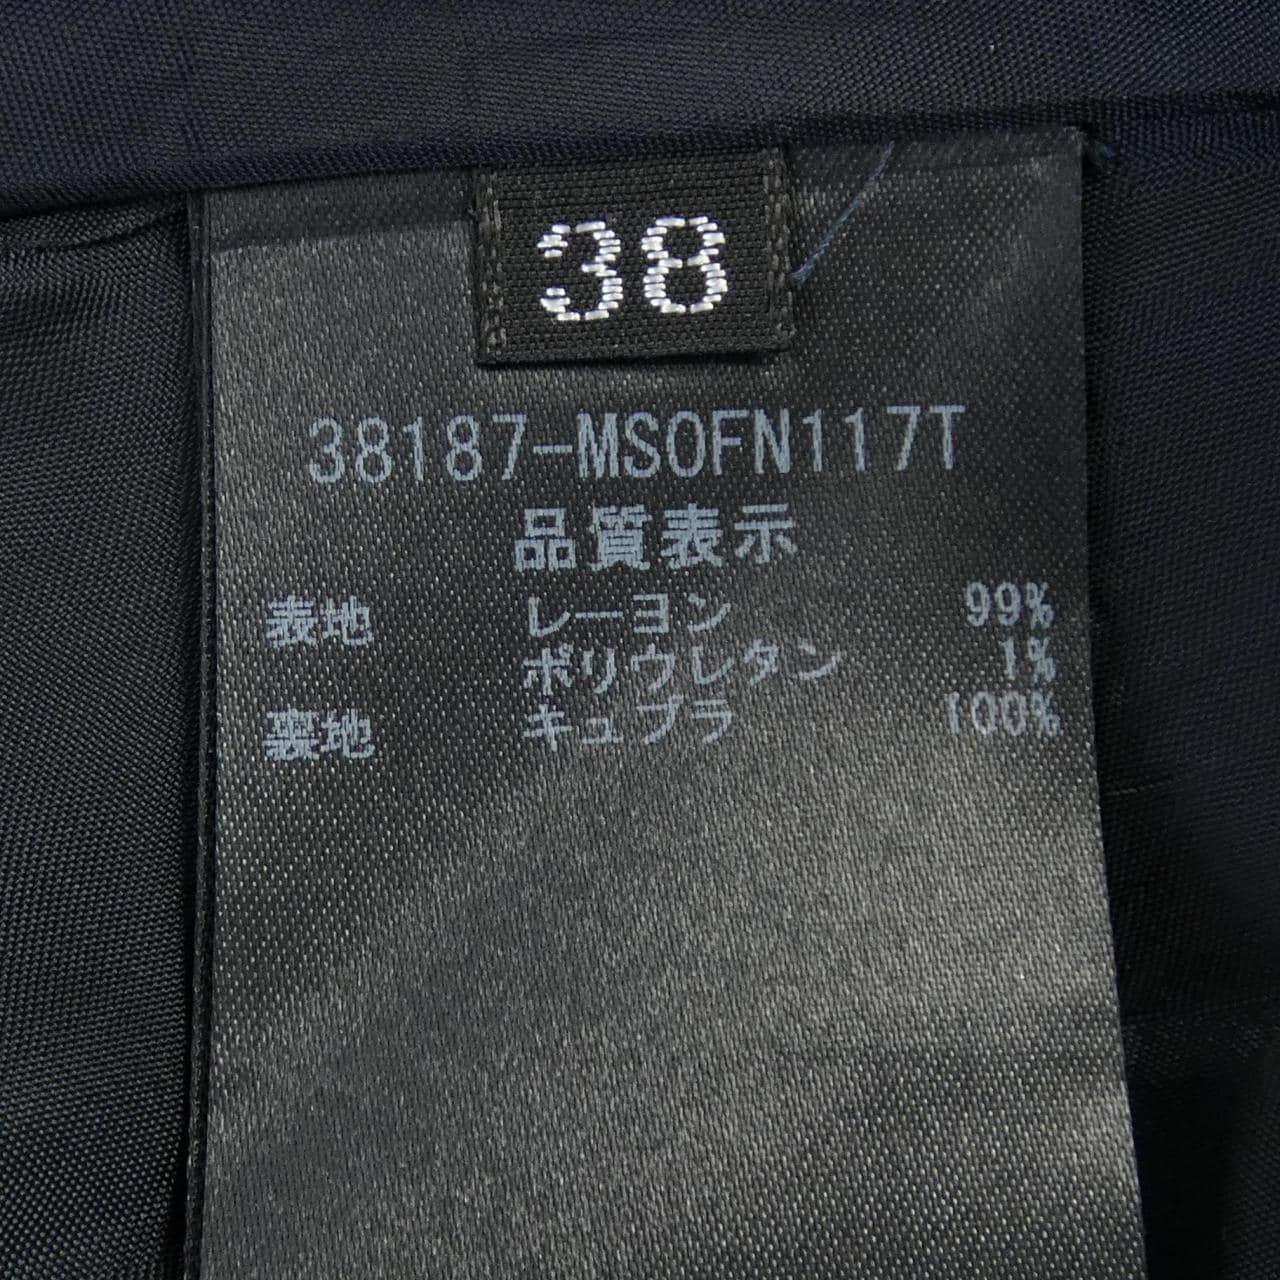 38
38187-MSOFN117T
品質表示
表地 レーヨン 99%
ポリウレタン 1%
裏地 キュプラ 100%